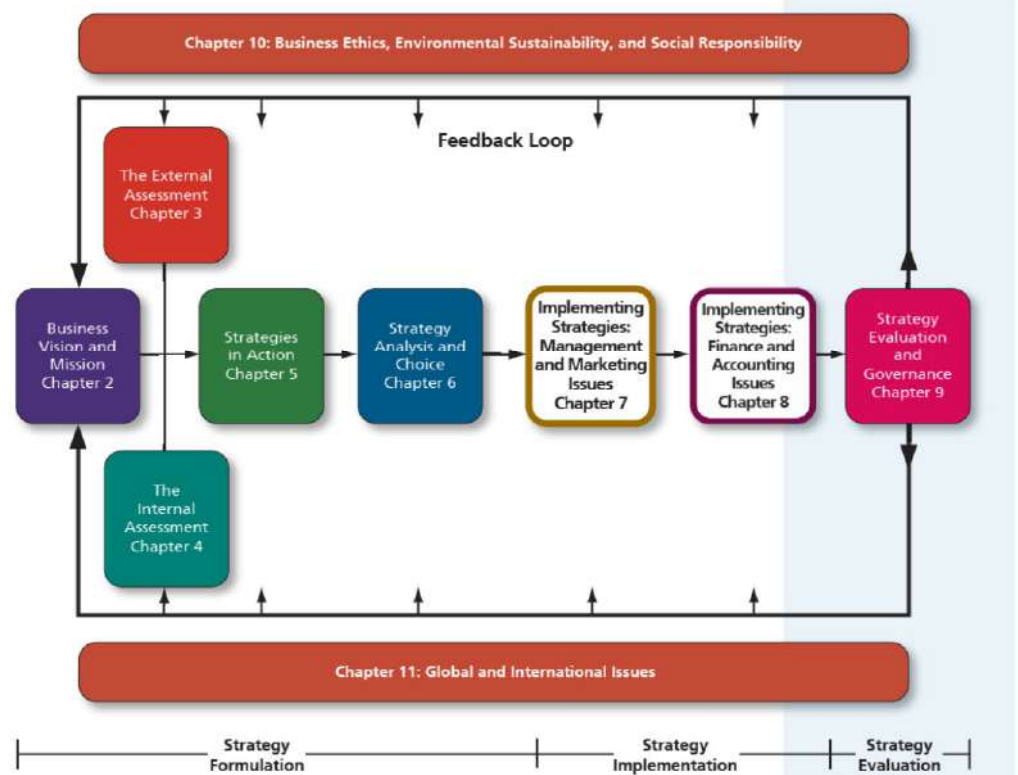 Chapter 10: Business Ethics, Environmental Sustainability, and Social Responsibility
Feedback Loop
The External
Assessment
Chapter 3
Business
Vision and
Mission
Chapter 2
Strategies
in Action
Chapter 5
Strategy
Analysis and
Choice
Chapter 6
Implementing
Strategies:
Management
and Marketing
Issues
Chapter 7
Implementing
Strategies:
Finance and
Accounting
Issues
Chapter 8
Strategy
Evaluation
and
Governance
Chapter 9
The
Internal
Assessment
Chapter 4
Chapter 11: Global and International Issues
Strategy
Formulation
Strategy
Implementation
Strategy
Evaluation